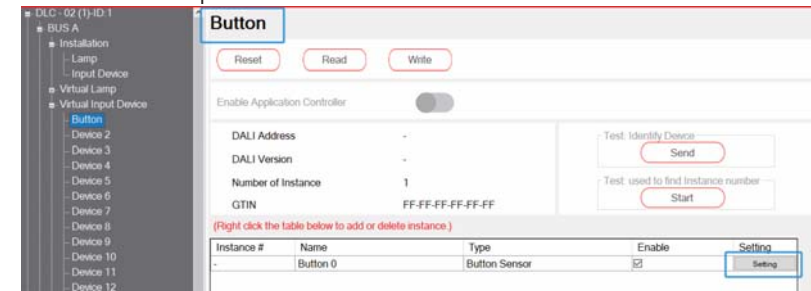 DLC - 02 (1)-ID:1
BUS A
Installation
Lamp
Input Device
Virtual Lamp
Virtual Input Device
Button
Device 2
Device 3
Device 4
Device 5
Device 6
Device 7
Device 8
Device 9
Device 10
Device 11
Device 12
Button
Reset Read Write
Enable Application Controller
DALI Address -
DALI Version -
Number of Instance 1
GTIN FF-FF-FF-FF-FF-FF
Test: Identify Device
Send
Test: used to find Instance number
Start
(Right click the table below to add or delete instance.)
Instance # Name Type Enable Setting
- Button 0 Button Sensor Setting